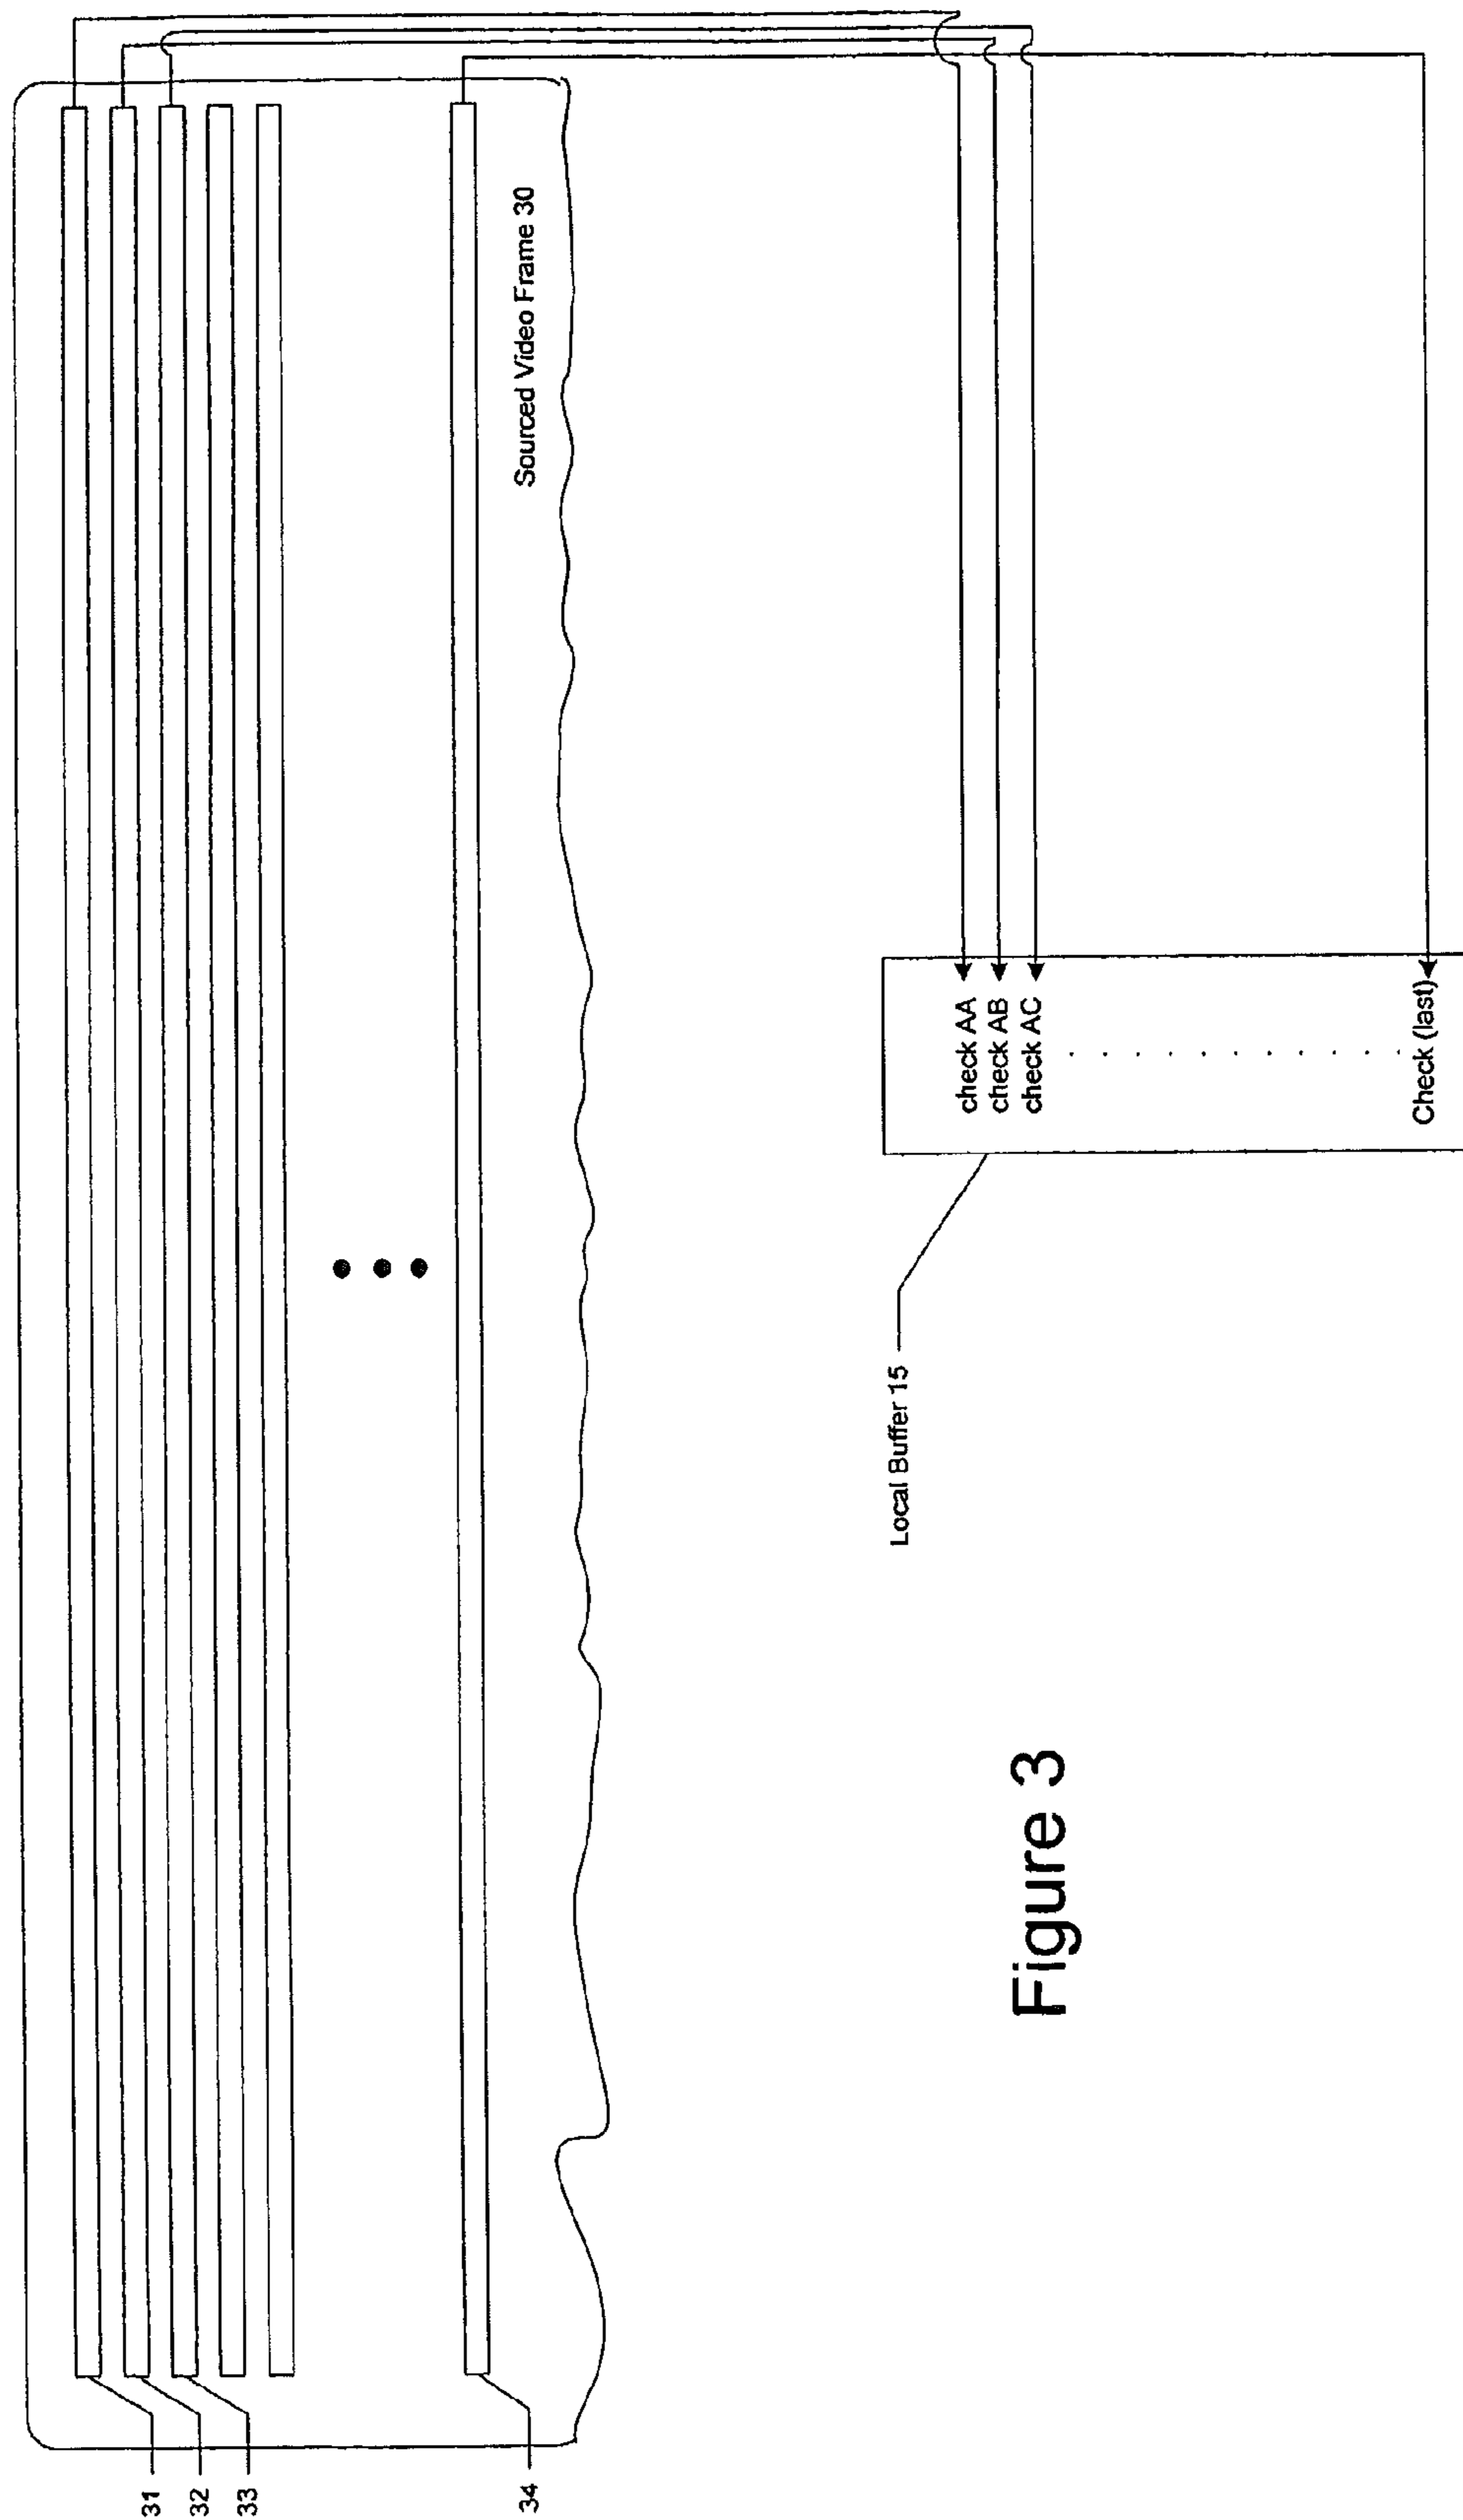 31
32
33
34
Sourced Video Frame 30
Local Buffer 15
check AA
check AB
check AC
Check (last)
Figure 3